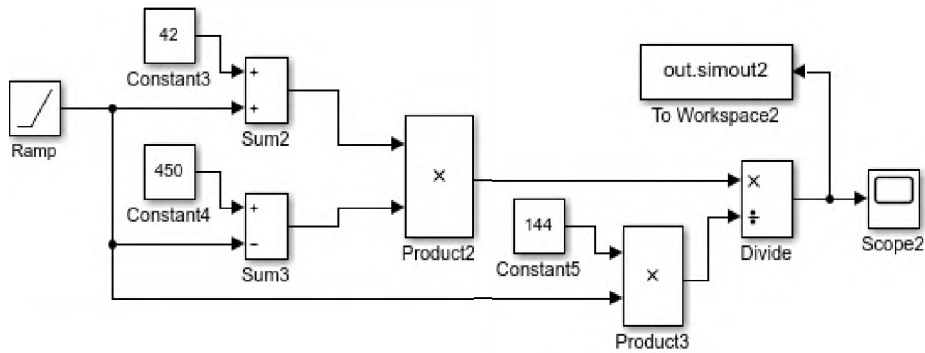 42
Constant3
+
+
Sum2
Ramp
450
Constant4
+
−
Sum3
×
Product2
144
Constant5
×
Product3
out.simout2
To Workspace2
×
÷
Divide
Scope2